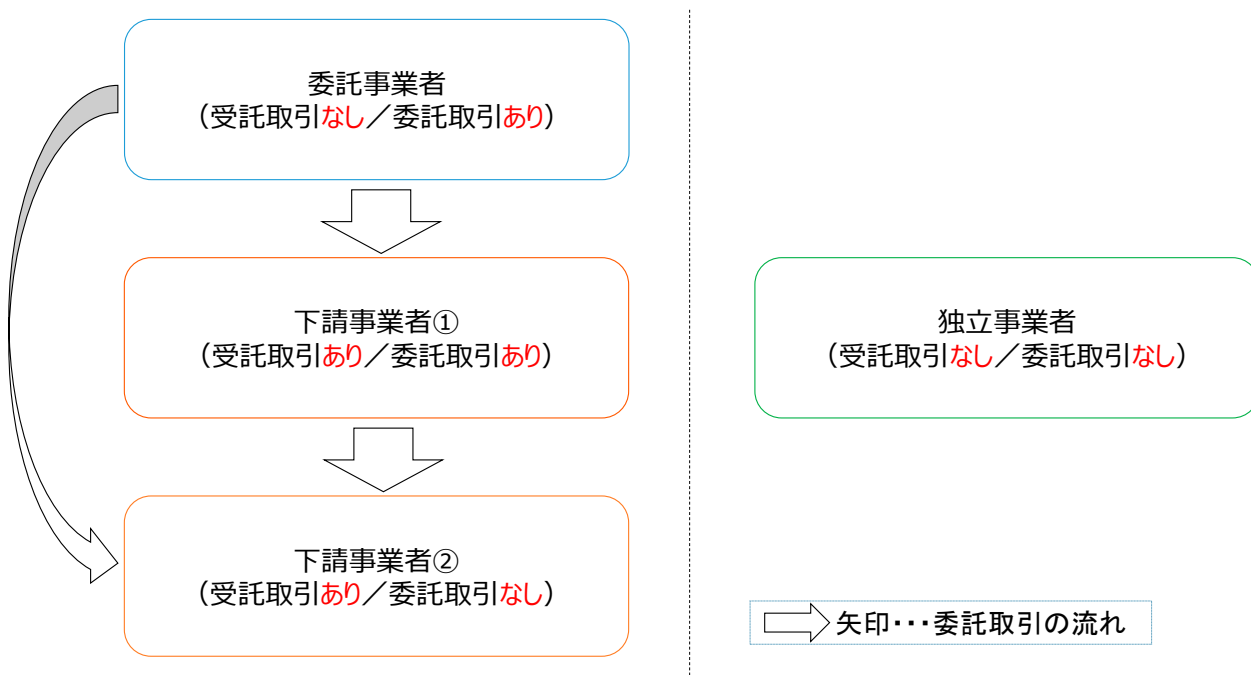 委託事業者
（受託取引なし／委託取引あり）
下請事業者①
（受託取引あり／委託取引あり）
独立事業者
（受託取引なし／委託取引なし）
下請事業者②
（受託取引あり／委託取引なし）
矢印・・・委託取引の流れ